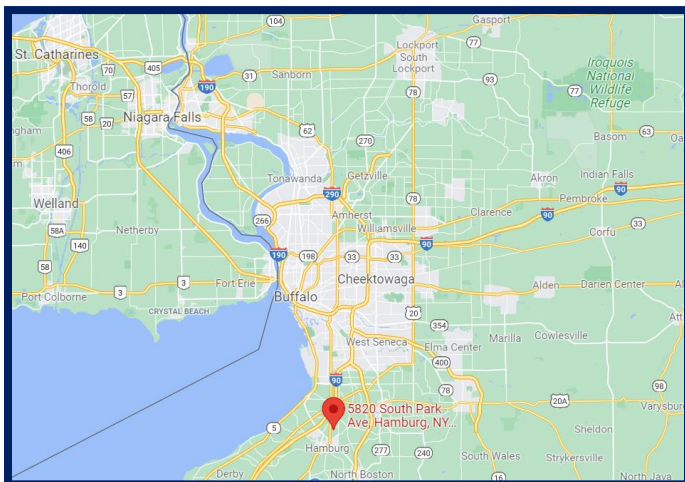 104
Gasport
St. Catharines
Lockport
77
South
Lockport
Iroquois
National
Wildlife
Refuge
70
405
31
Sanborn
93
Thorold
190
78
77
57
58
20
Niagara Falls
62
63
Basom
270
406
Tonawanda
Getzville
Akron
Indian Falls
290
90
Welland
Amherst
78
Pembroke
266
Clarence
90
58A
Netherby
Williamsville
Corfu
33
140
190
198
33
33
90
58
3
Fort Erie
Cheektowaga
Port Colborne
3
Buffalo
Alden
Darien Center
CRYSTAL BEACH
20
354
West Seneca
Marilla
Cowlesville
Elma Center
400
90
78
98
5820 South Park
Ave, Hamburg, NY...
20A
Varysbur
5
Sheldon
Hamburg
277
240
South Wales
Strykersville
Derby
North Boston
16
North Java